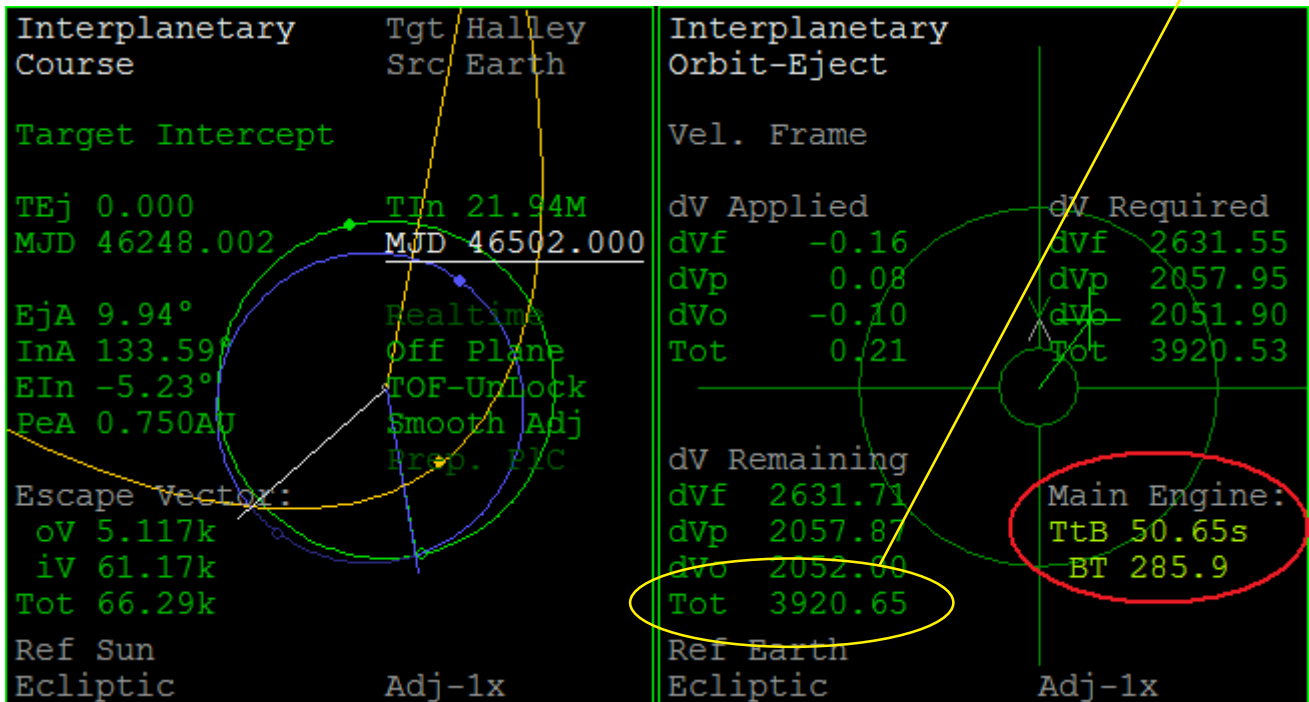 Interplanetary Tgt Halley
Course Src Earth
Target Intercept
TEj 0.000 TIn 21.94M
MJD 46248.002 MJD 46502.000
EjA 9.94° Realtime
InA 133.59° Off Plane
EIn -5.23° TOF-UnLock
PeA 0.750AU Smooth Adj
Prep. PlC
Escape Vector:
oV 5.117k
iV 61.17k
Tot 66.29k
Ref Sun
Ecliptic Adj-1x
Interplanetary
Orbit-Eject
Vel. Frame
dV Applied dV Required
dVf -0.16 dVf 2631.55
dVp 0.08 dVp 2057.95
dVo -0.10 dVo 2051.90
Tot 0.21 Tot 3920.53
dV Remaining
dVf 2631.71 Main Engine:
dVp 2057.87 TtB 50.65s
dVo 2052.00 BT 285.9
Tot 3920.65
Ref Earth
Ecliptic Adj-1x